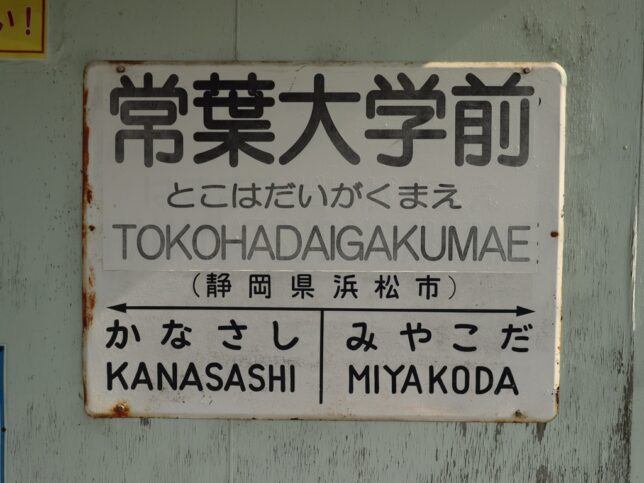 い!
常葉大学前
とこはだいがくまえ
TOKOHADAIGAKUMAE
(静岡県浜松市)
かなさし みやこだ
KANASASHI MIYAKODA